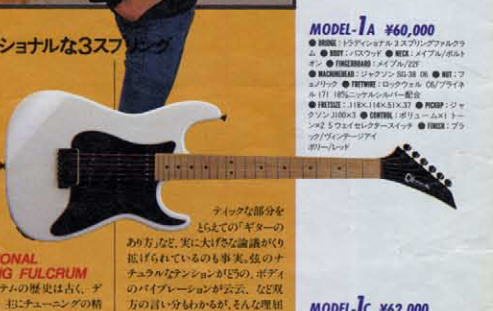 ショナルな3スプリング
MODEL-1A ¥60,000
● BRIDGE：トラディショナル3スプリングファルクラ
ム ● BODY：バスウッド ● NECK：メイプル/ボルト
オン ● FINGERBOARD：メイプル/22F
● MACHINEHEAD：ジャクソン SG-38 06 ● NUT：フ
ェノリック ● FRETWIRE：ロックウェル 06/プライネ
ル (7) 18%ニッケルシルバー配合
● FRETSIZE：.118×.114×.51×.37 ● PICKUP：ジャ
クソンJ100×3 ● CONTROL：ボリューム×1 トー
ン×2 5ウェイセレクタースイッチ ● FINISH：ブラ
ック/ヴィンテージアイ
ボリー/レッド
Charvel
ONAL
NG FULCRUM
テムの歴史は古く、デ
主にチューニングの精
ティックな部分を
とらえての「ギターの
あり方」など、実に大げさな論議がくり
拡げられているのも事実。弦のナ
チュラルなテンションがどうの、ボディ
のバイブレーションが云云、など双
方の言い分もわかるが、そんな理屈
MODEL-1C ¥62,000